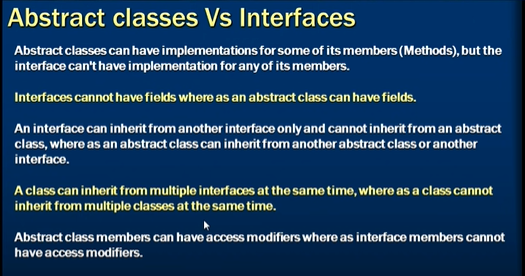 Abstract classes Vs Interfaces
Abstract classes can have implementations for some of its members (Methods), but the
interface can't have implementation for any of its members.
Interfaces cannot have fields where as an abstract class can have fields.
An interface can inherit from another interface only and cannot inherit from an abstract
class, where as an abstract class can inherit from another abstract class or another
interface.
A class can inherit from multiple interfaces at the same time, where as a class cannot
inherit from multiple classes at the same time.
Abstract class members can have access modifiers where as interface members cannot
have access modifiers.